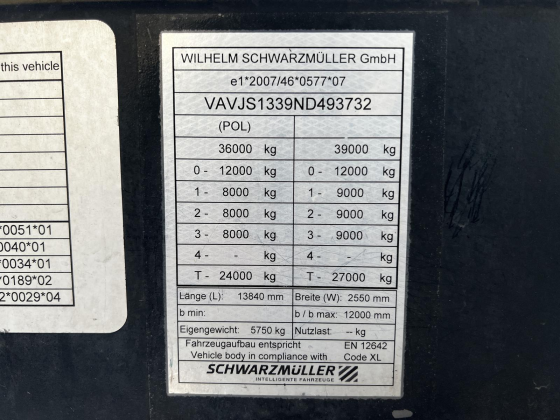 this vehicle
*0051*01
0040*01
*0034*01
*0189*02
2*0029*04
WILHELM SCHWARZMÜLLER GmbH
e1*2007/46*0577*07
VAVJS1339ND493732
(POL)
36000 kg 39000 kg
0 - 12000 kg 0 - 12000 kg
1 - 8000 kg 1 - 9000 kg
2 - 8000 kg 2 - 9000 kg
3 - 8000 kg 3 - 9000 kg
4 - - kg 4 - - kg
T - 24000 kg T - 27000 kg
Länge (L): 13840 mm Breite (W): 2550 mm
b min: b / b max: 12000 mm
Eigengewicht: 5750 kg Nutzlast: -- kg
Fahrzeugaufbau entspricht EN 12642
Vehicle body in compliance with Code XL
SCHWARZMÜLLER
INTELLIGENTE FAHRZEUGE